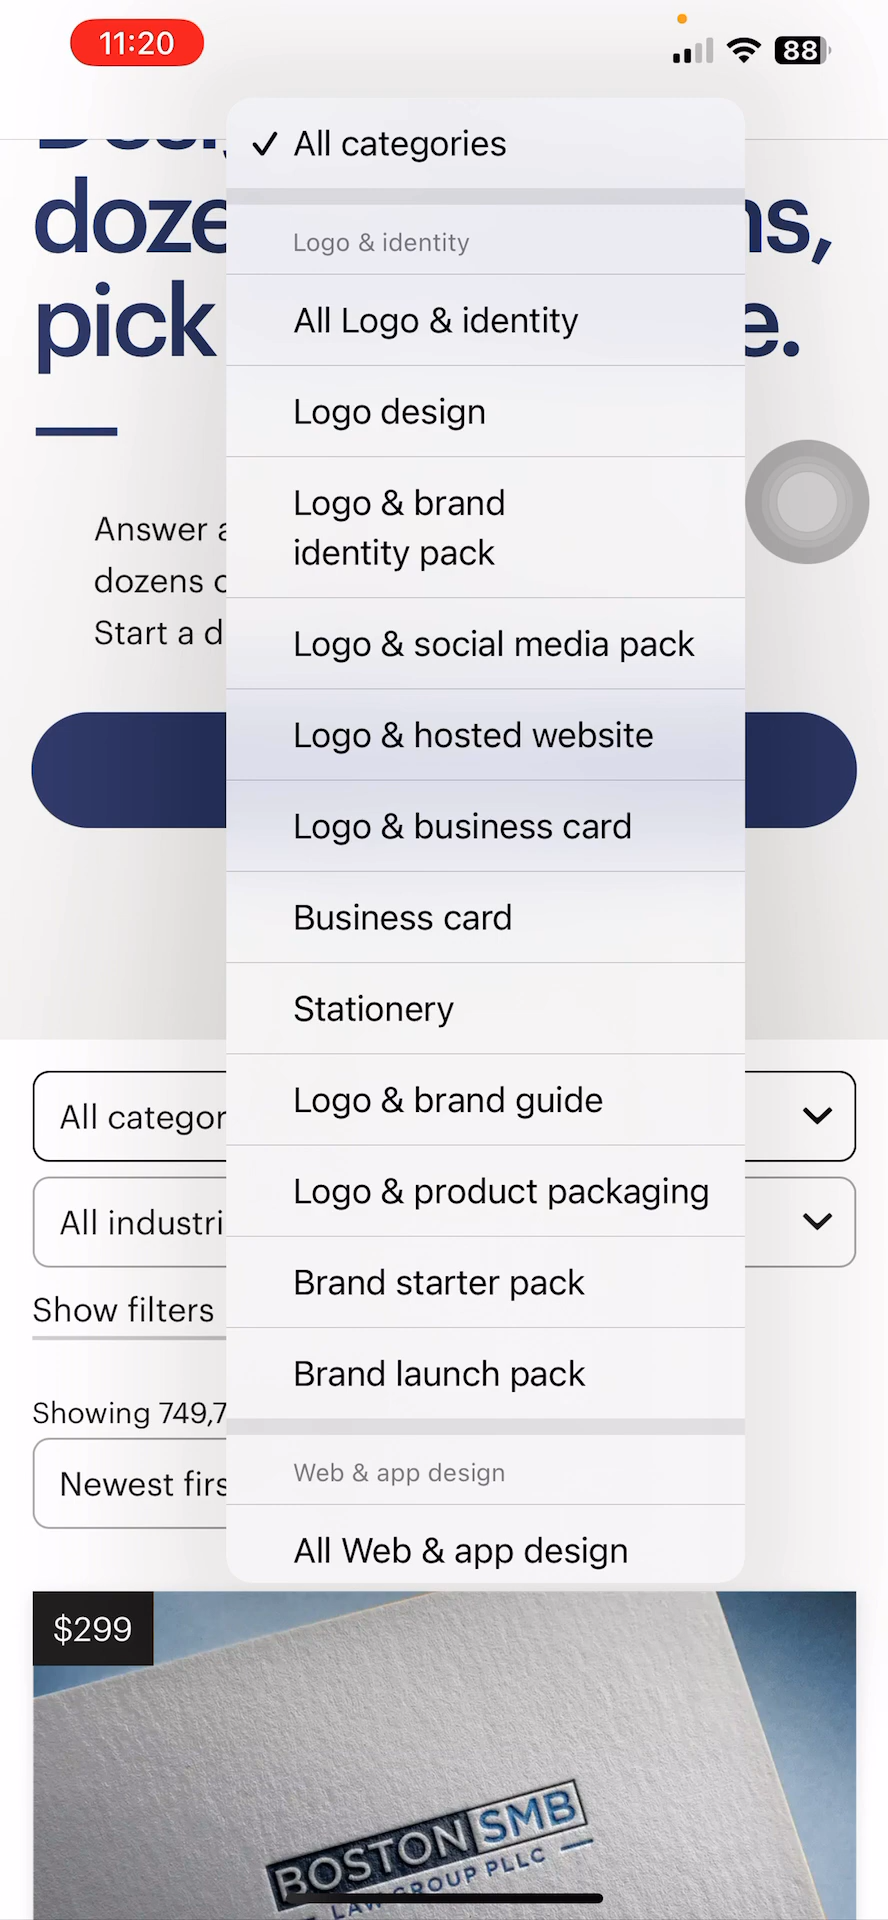 11:20
88
✓ All categories
Logo & identity
doze
ns,
All Logo & identity
pick
e.
Logo design
Logo & brand
identity pack
Answer a
dozens o
Start a d
Logo & social media pack
Logo & hosted website
Logo & business card
Business card
Stationery
Logo & brand guide
All categor
Logo & product packaging
All industri
Brand starter pack
Show filters
Brand launch pack
Showing 749,7
Web & app design
Newest firs
All Web & app design
$299
BOSTON SMB
LAW GROUP PLLC